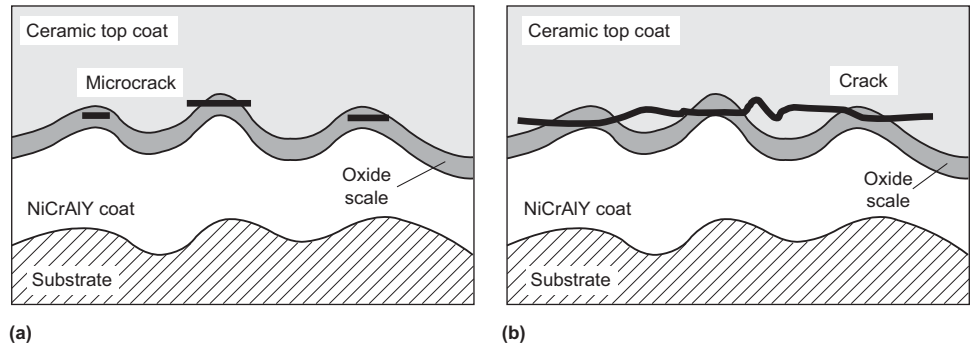 Ceramic top coat
Microcrack
Oxide
scale
NiCrAlY coat
Substrate
(a)
Ceramic top coat
Crack
Oxide
scale
NiCrAlY coat
Substrate
(b)